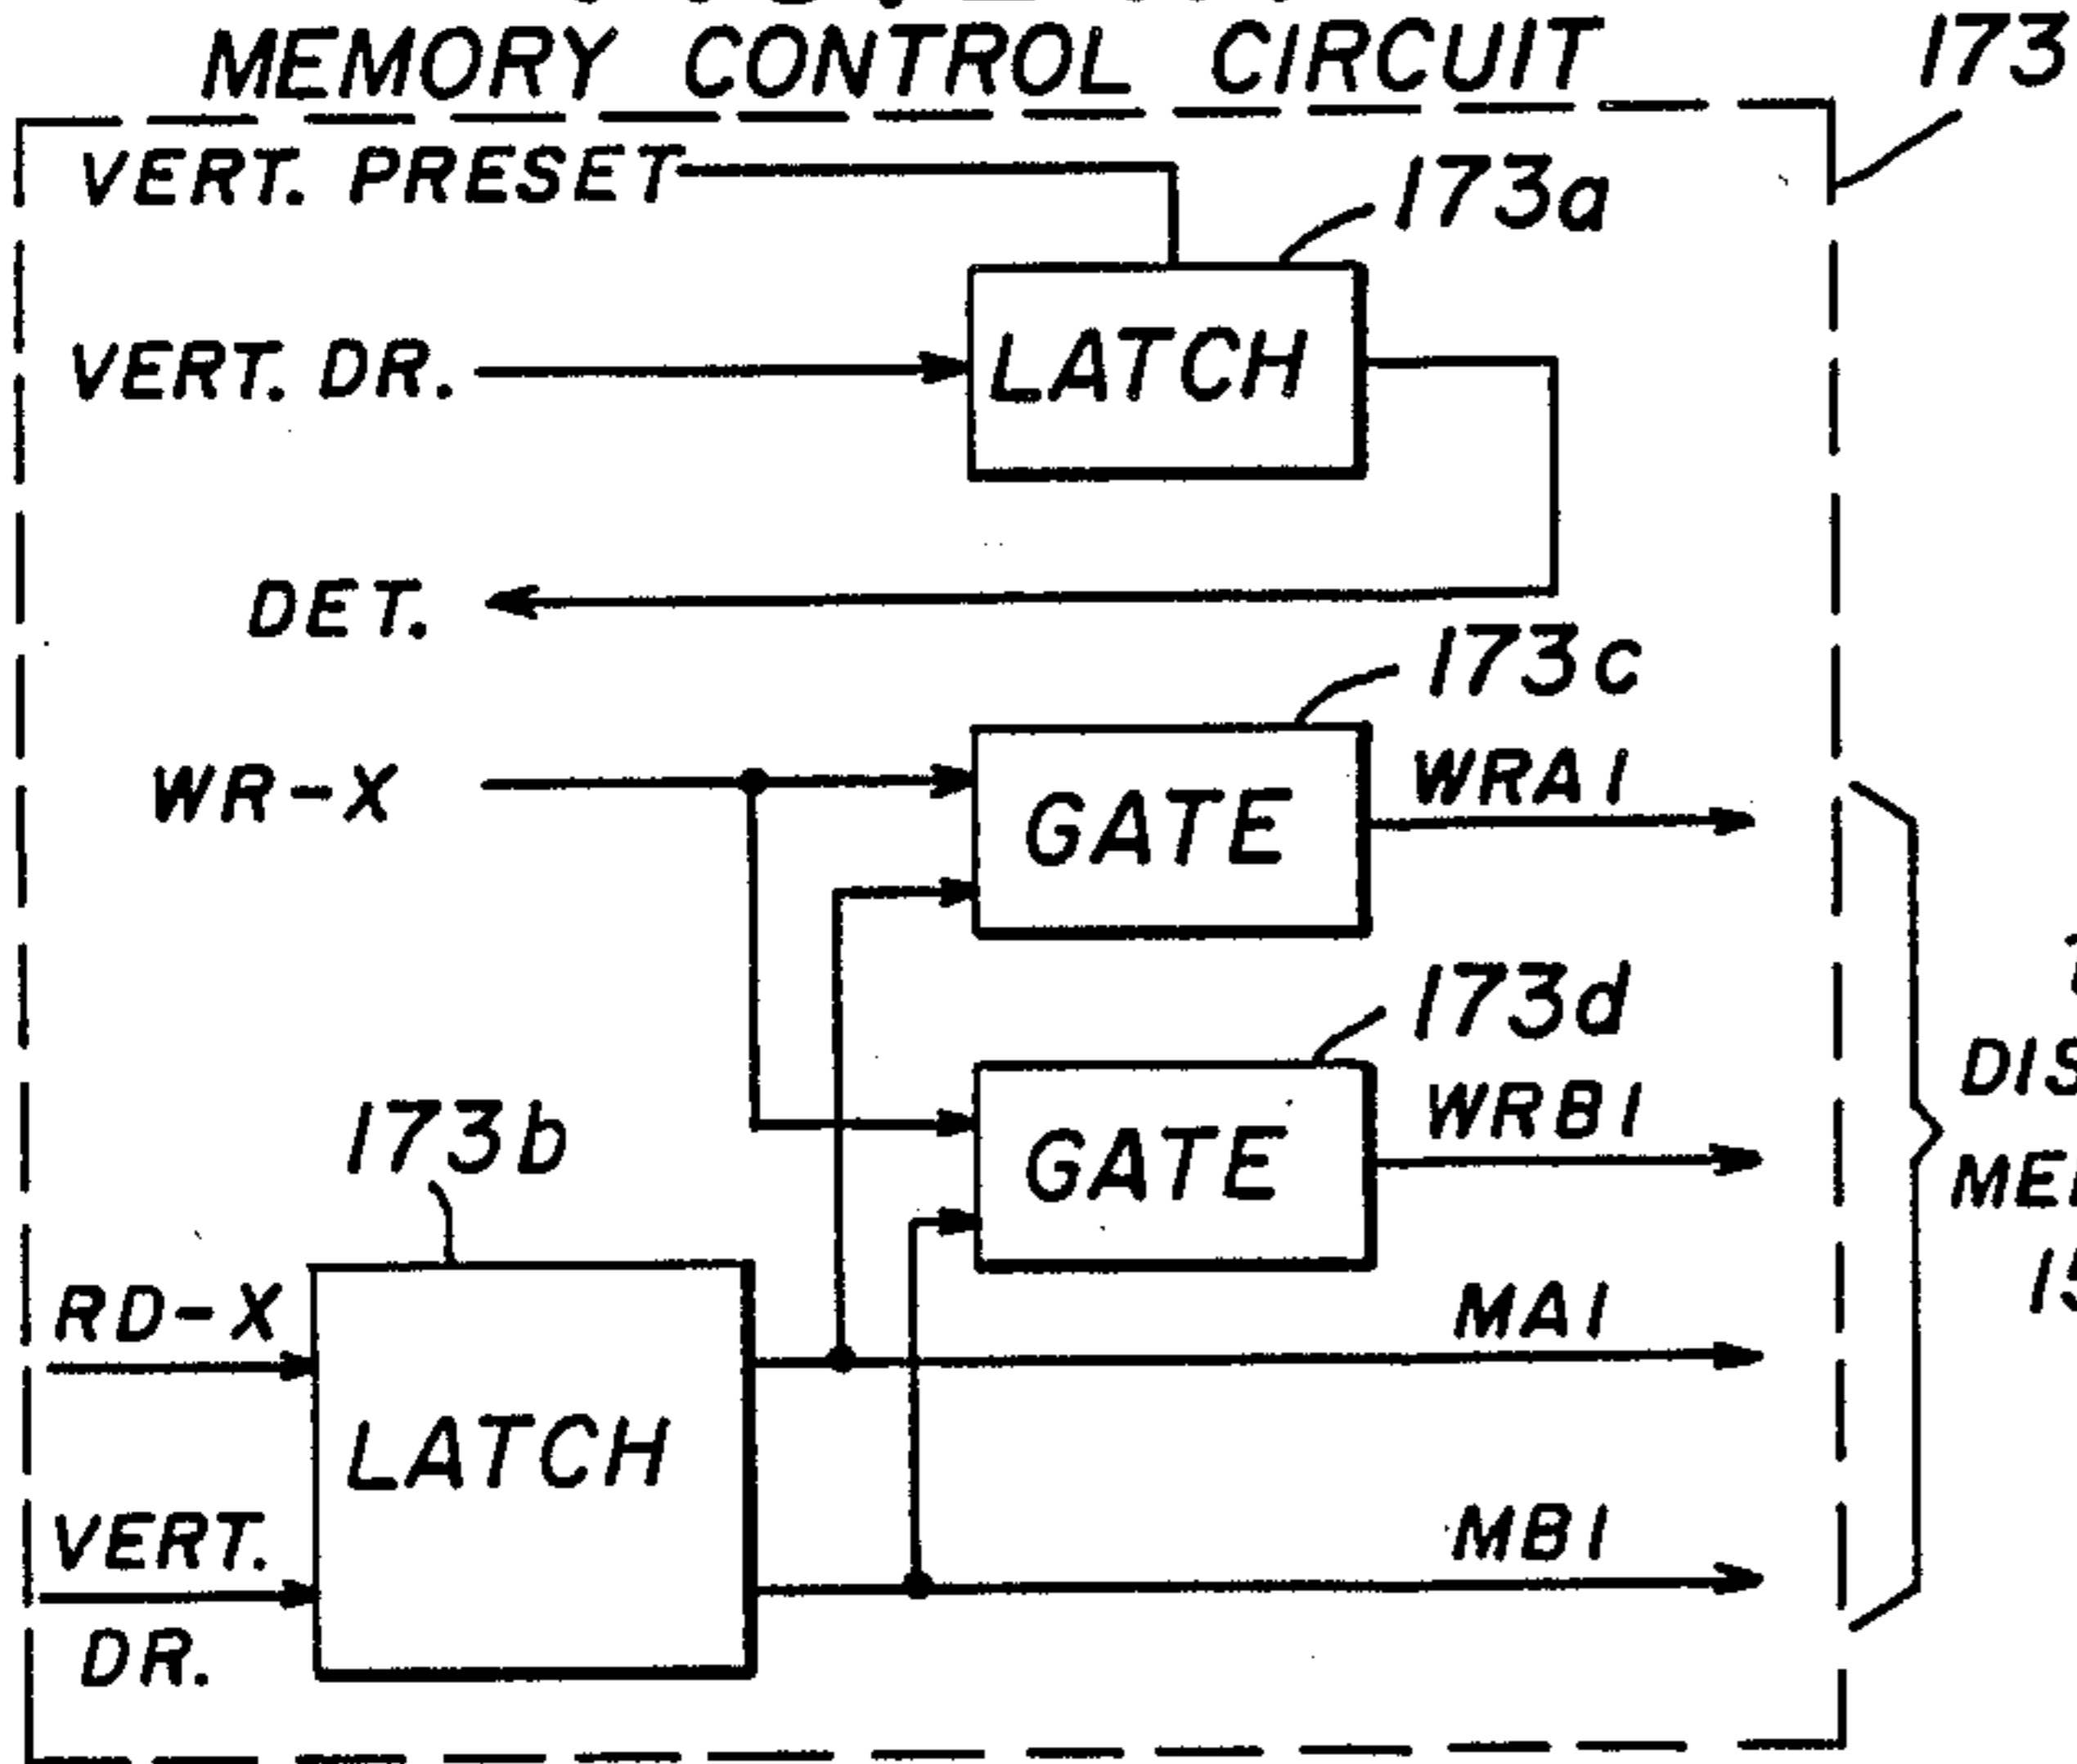 MEMORY CONTROL CIRCUIT
173
VERT. PRESET
173a
VERT. DR.
LATCH
DET.
173c
WR-X
GATE
WRA1
173d
GATE
WRB1
173b
RD-X
LATCH
MA1
VERT.
DR.
MB1